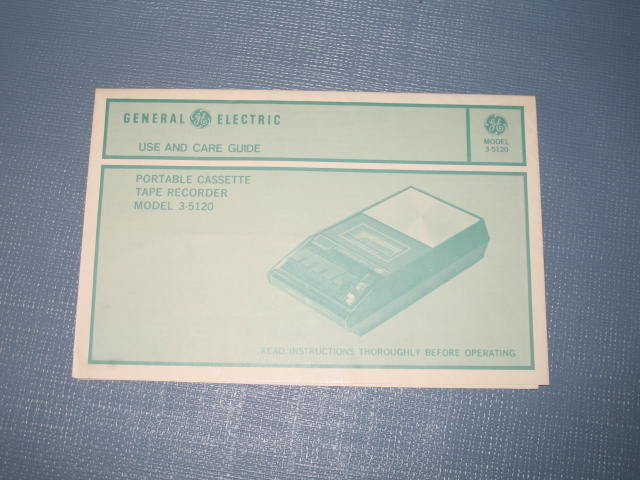 GENERAL GE ELECTRIC
USE AND CARE GUIDE
GE
MODEL
3-5120
PORTABLE CASSETTE
TAPE RECORDER
MODEL 3-5120
READ INSTRUCTIONS THOROUGHLY BEFORE OPERATING